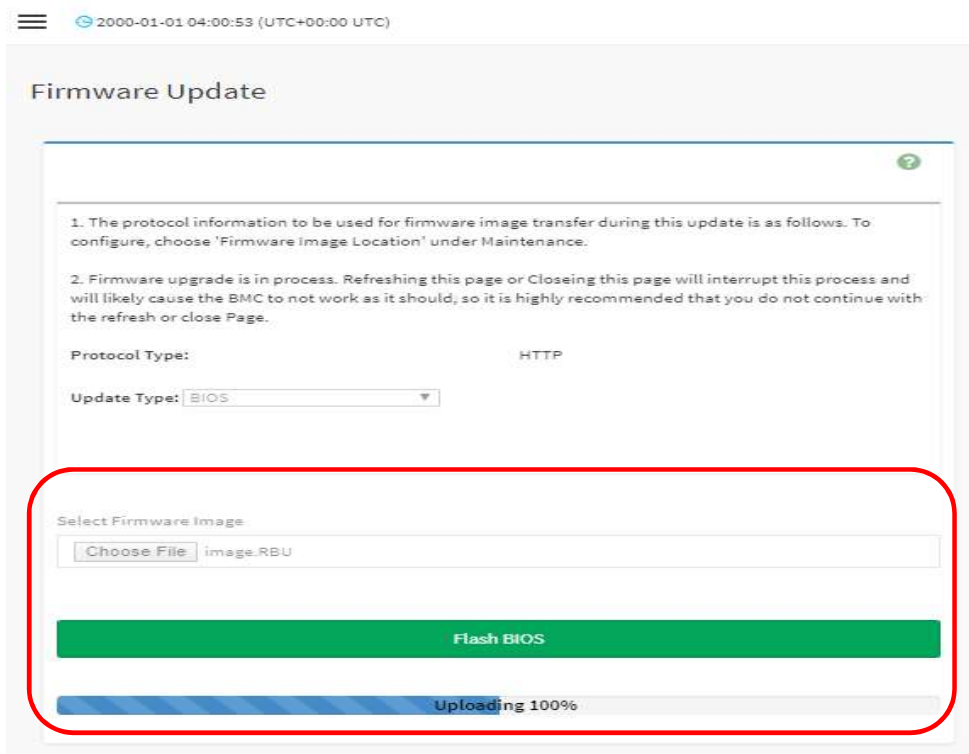 2000-01-01 04:00:53 (UTC+00:00 UTC)
Firmware Update
1. The protocol information to be used for firmware image transfer during this update is as follows. To
configure, choose 'Firmware Image Location' under Maintenance.
2. Firmware upgrade is in process. Refreshing this page or Closeing this page will interrupt this process and
will likely cause the BMC to not work as it should, so it is highly recommended that you do not continue with
the refresh or close Page.
Protocol Type: HTTP
Update Type: BIOS
Select Firmware Image
Choose File image.RBU
Flash BIOS
Uploading 100%